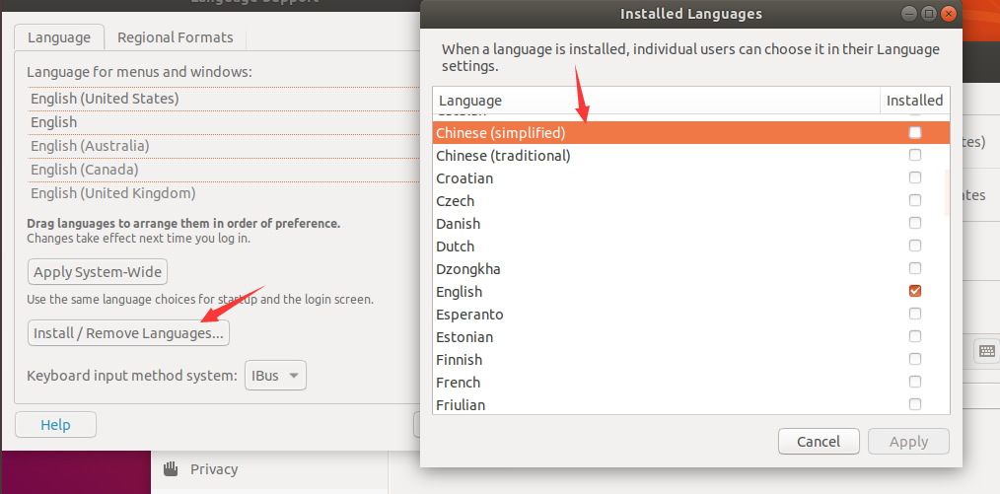 Language Support
Installed Languages
Language
Regional Formats
Language for menus and windows:
English (United States)
English
English (Australia)
English (Canada)
English (United Kingdom)
Drag languages to arrange them in order of preference.
Changes take effect next time you log in.
Apply System-Wide
Use the same language choices for startup and the login screen.
Install / Remove Languages...
Keyboard input method system:
IBus
Help
Privacy
When a language is installed, individual users can choose it in their Language
settings.
Language
Installed
Chinese (simplified)
Chinese (traditional)
Croatian
Czech
Danish
Dutch
Dzongkha
English
Esperanto
Estonian
Finnish
French
Friulian
Cancel
Apply